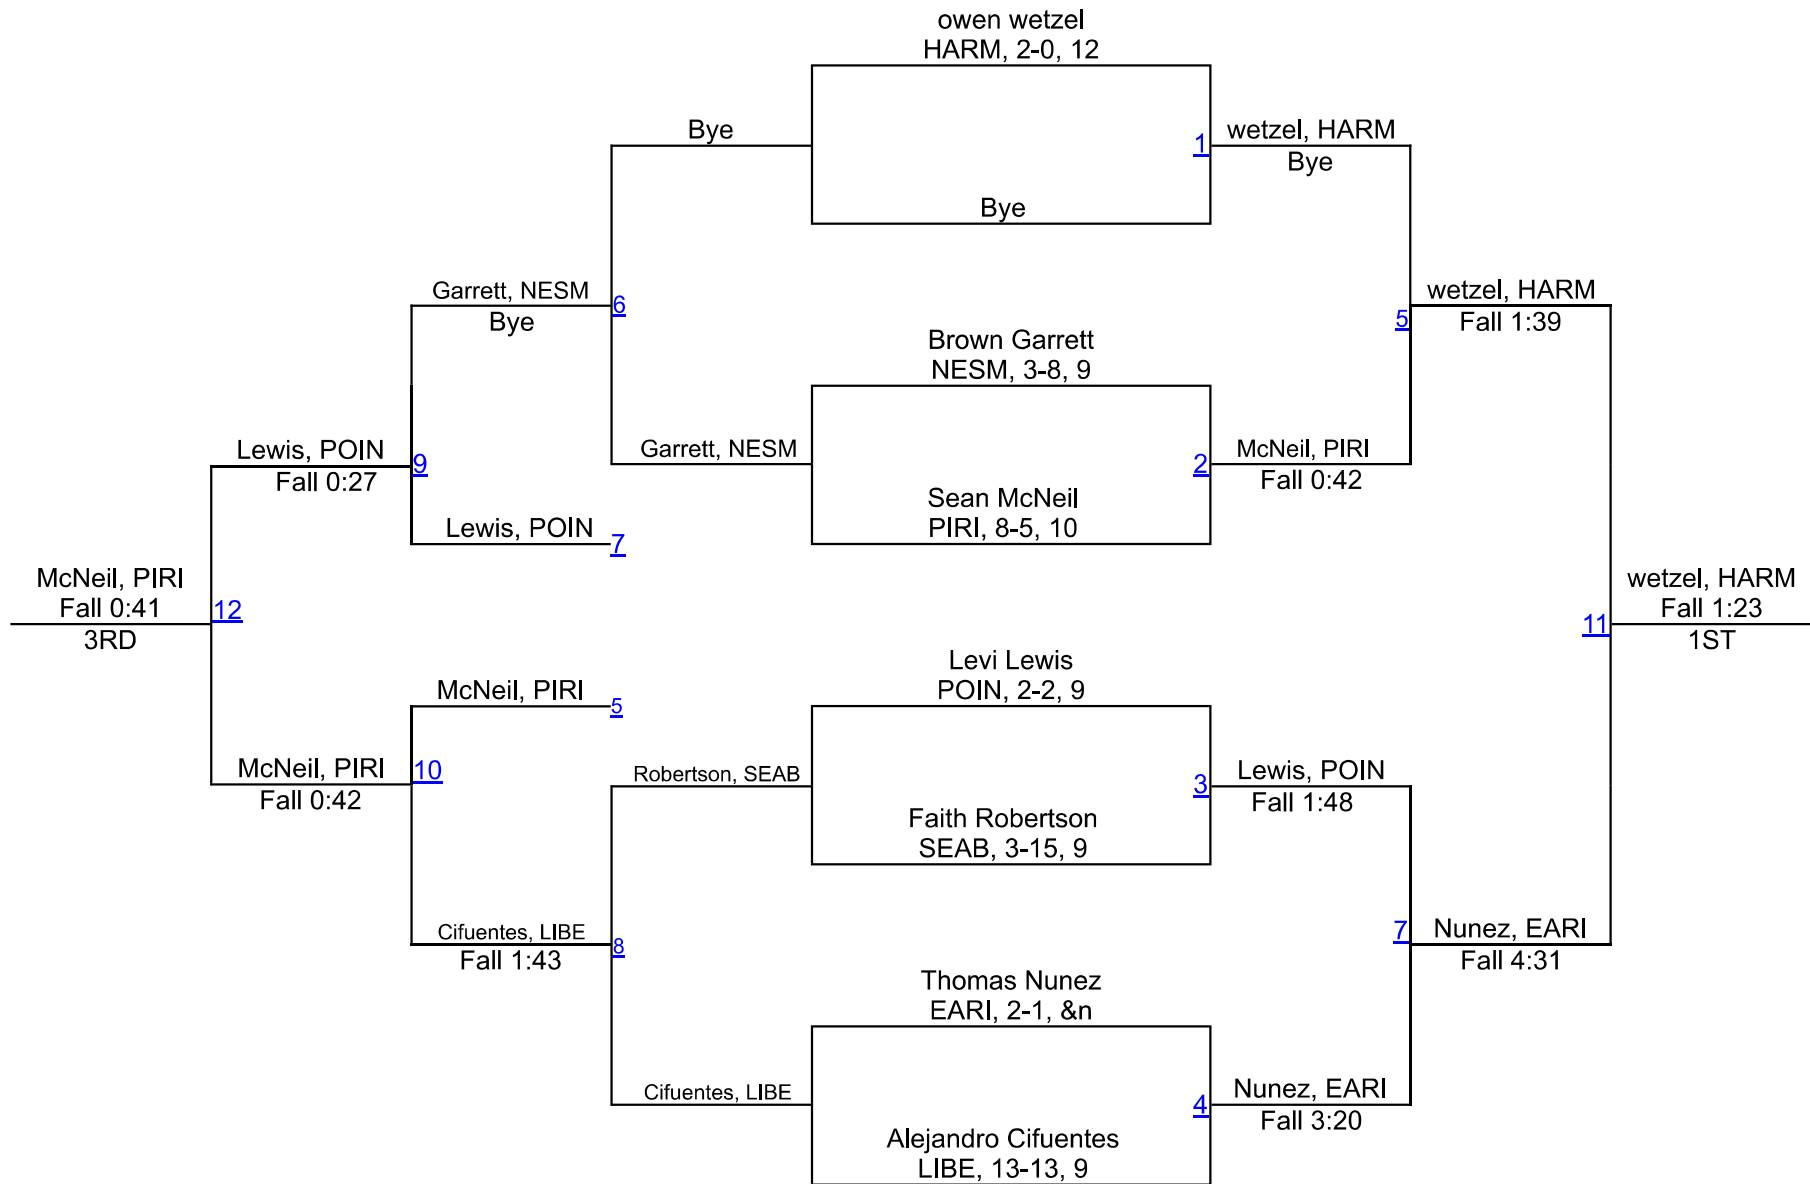 owen wetzel
HARM, 2-0, 12
Bye
1
wetzel, HARM
Bye
Bye
Garrett, NESM
Bye
6
wetzel, HARM
Fall 1:39
5
Brown Garrett
NESM, 3-8, 9
Lewis, POIN
Fall 0:27
9
Garrett, NESM
2
McNeil, PIRI
Fall 0:42
Sean McNeil
PIRI, 8-5, 10
Lewis, POIN
7
McNeil, PIRI
Fall 0:41
3RD
12
wetzel, HARM
Fall 1:23
1ST
11
Levi Lewis
POIN, 2-2, 9
McNeil, PIRI
5
McNeil, PIRI
Fall 0:42
10
Robertson, SEAB
3
Lewis, POIN
Fall 1:48
Faith Robertson
SEAB, 3-15, 9
Cifuentes, LIBE
Fall 1:43
8
7
Nunez, EARI
Fall 4:31
Thomas Nunez
EARI, 2-1, &n
Cifuentes, LIBE
4
Nunez, EARI
Fall 3:20
Alejandro Cifuentes
LIBE, 13-13, 9